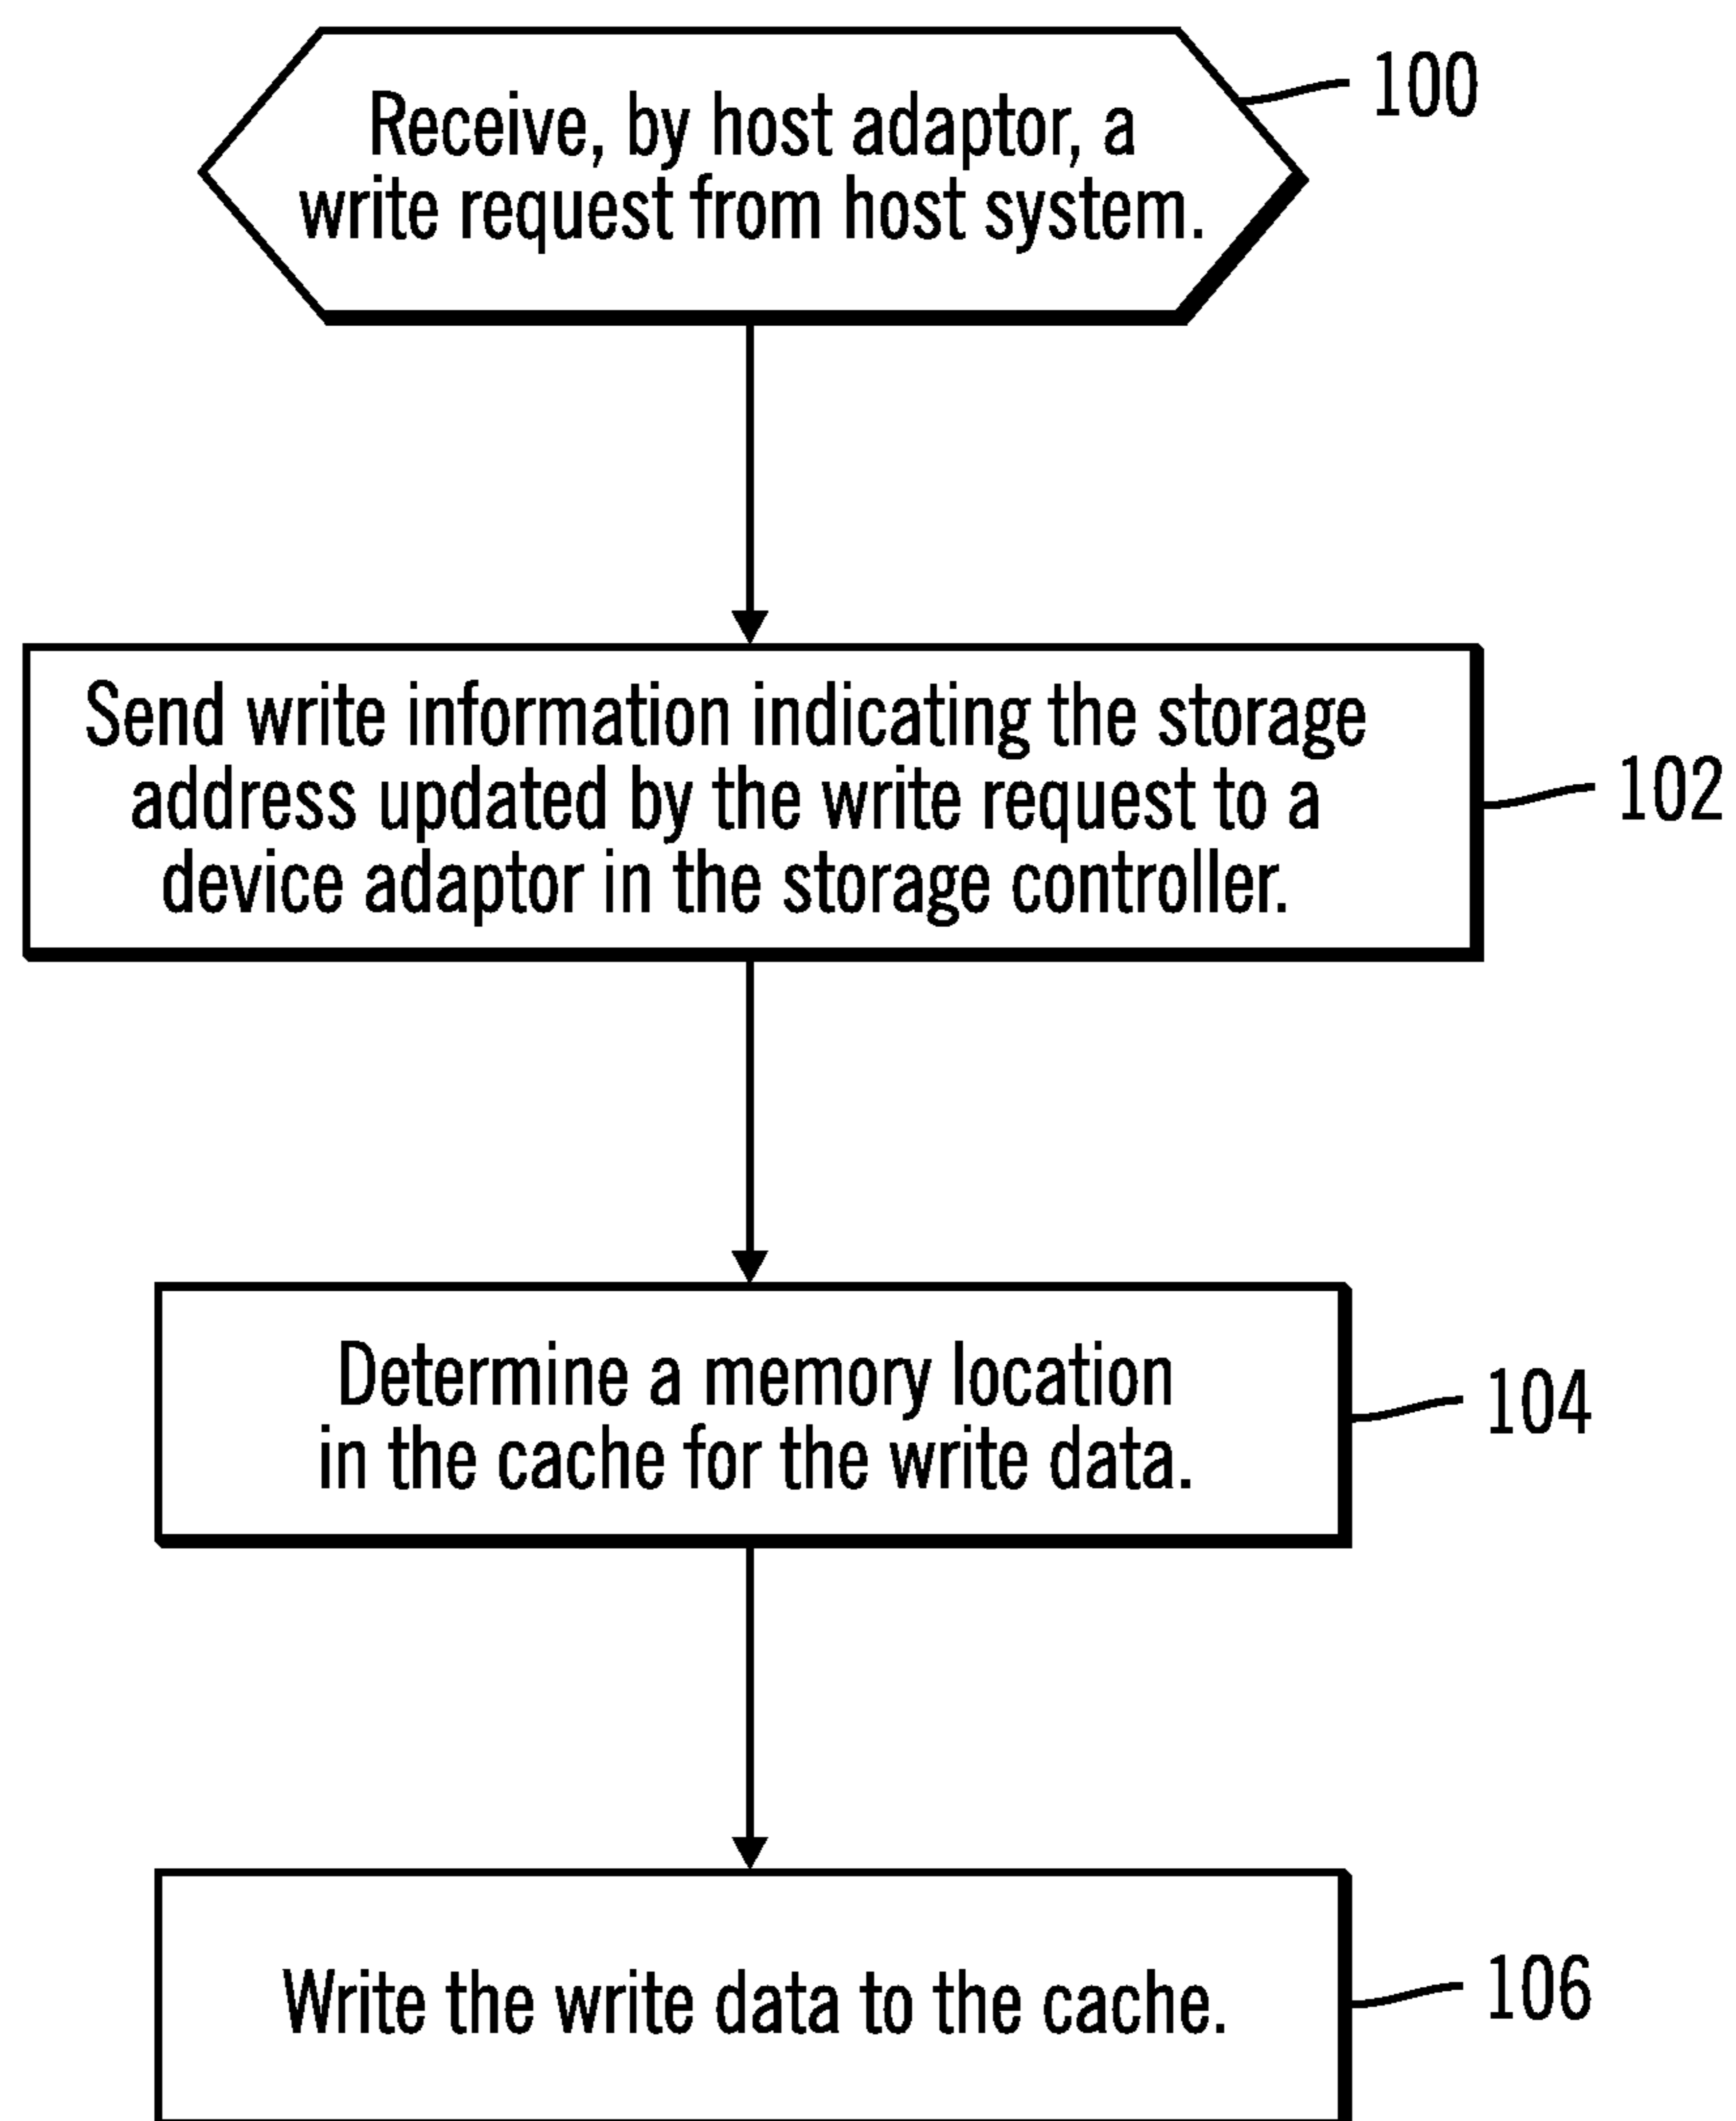 Receive, by host adaptor, a
write request from host system.
100
Send write information indicating the storage
address updated by the write request to a
device adaptor in the storage controller.
102
Determine a memory location
in the cache for the write data.
104
Write the write data to the cache.
106